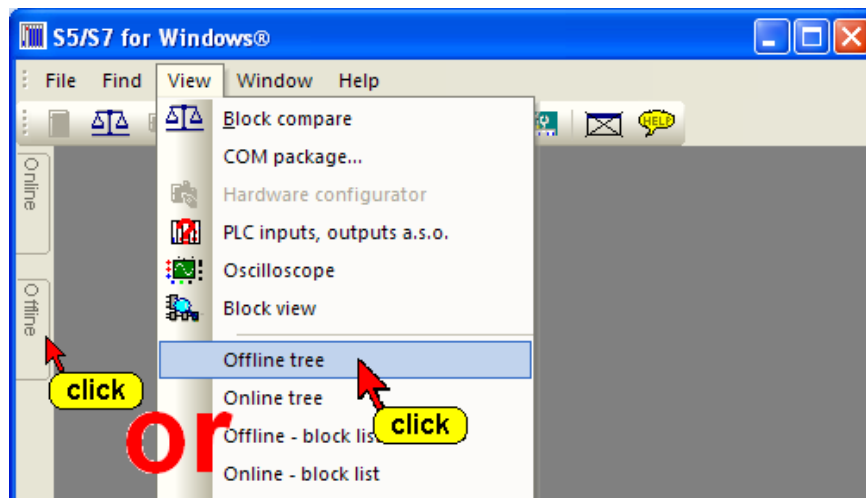 S5/S7 for Windows®
File Find View Window Help
HELP
Block compare
COM package...
Hardware configurator
PLC inputs, outputs a.s.o.
Oscilloscope
Block view
Offline tree
Online tree
Offline - block lis
Online - block list
Online
Offline
click
or
click